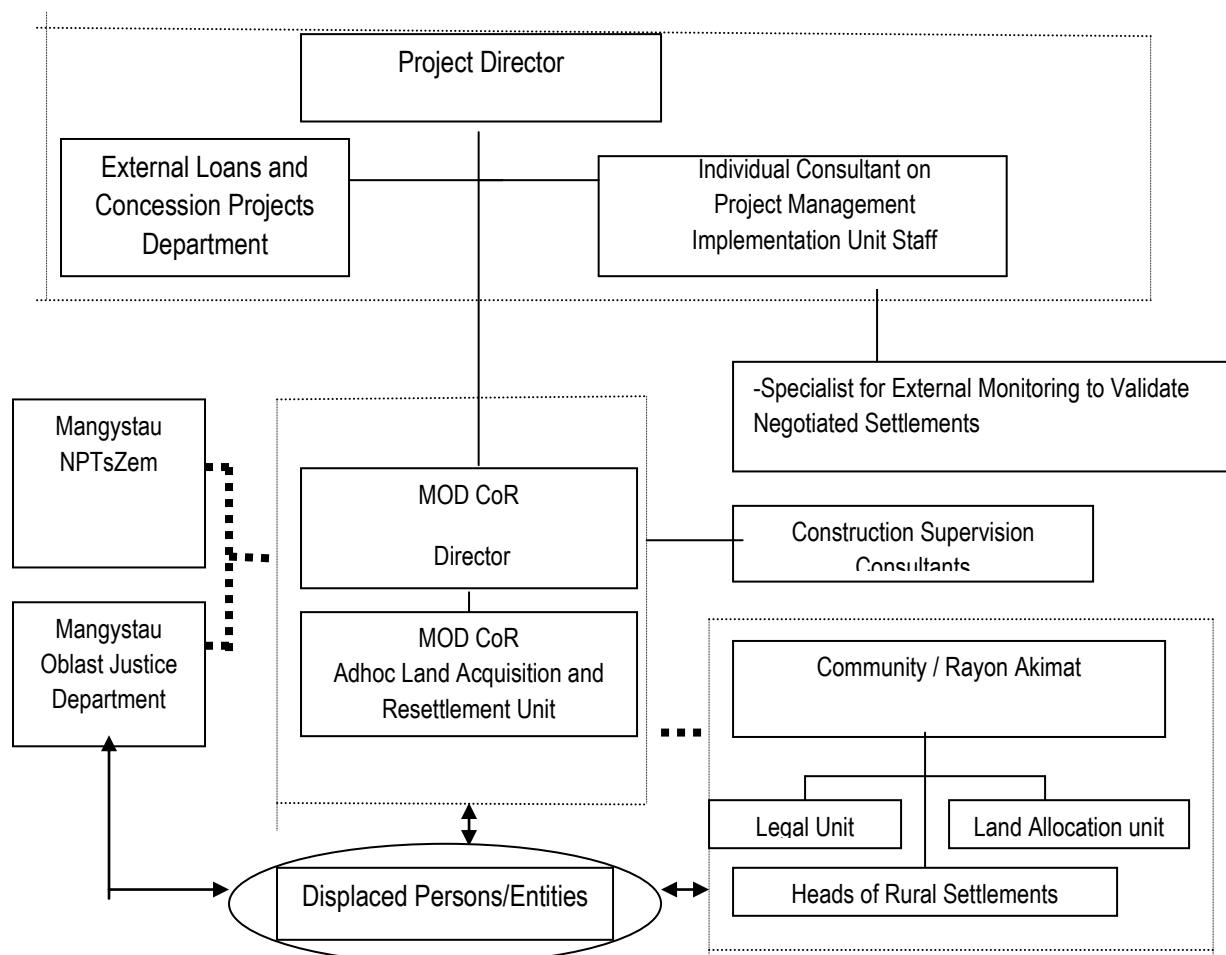 Project Director
External Loans and
Concession Projects
Department
Individual Consultant on
Project Management
Implementation Unit Staff
-Specialist for External Monitoring to Validate
Negotiated Settlements
Mangystau
NPTsZem
MOD CoR
Director
Construction Supervision
Consultants
Mangystau
Oblast Justice
Department
MOD CoR
Adhoc Land Acquisition and
Resettlement Unit
Community / Rayon Akimat
Legal Unit
Land Allocation unit
Displaced Persons/Entities
Heads of Rural Settlements